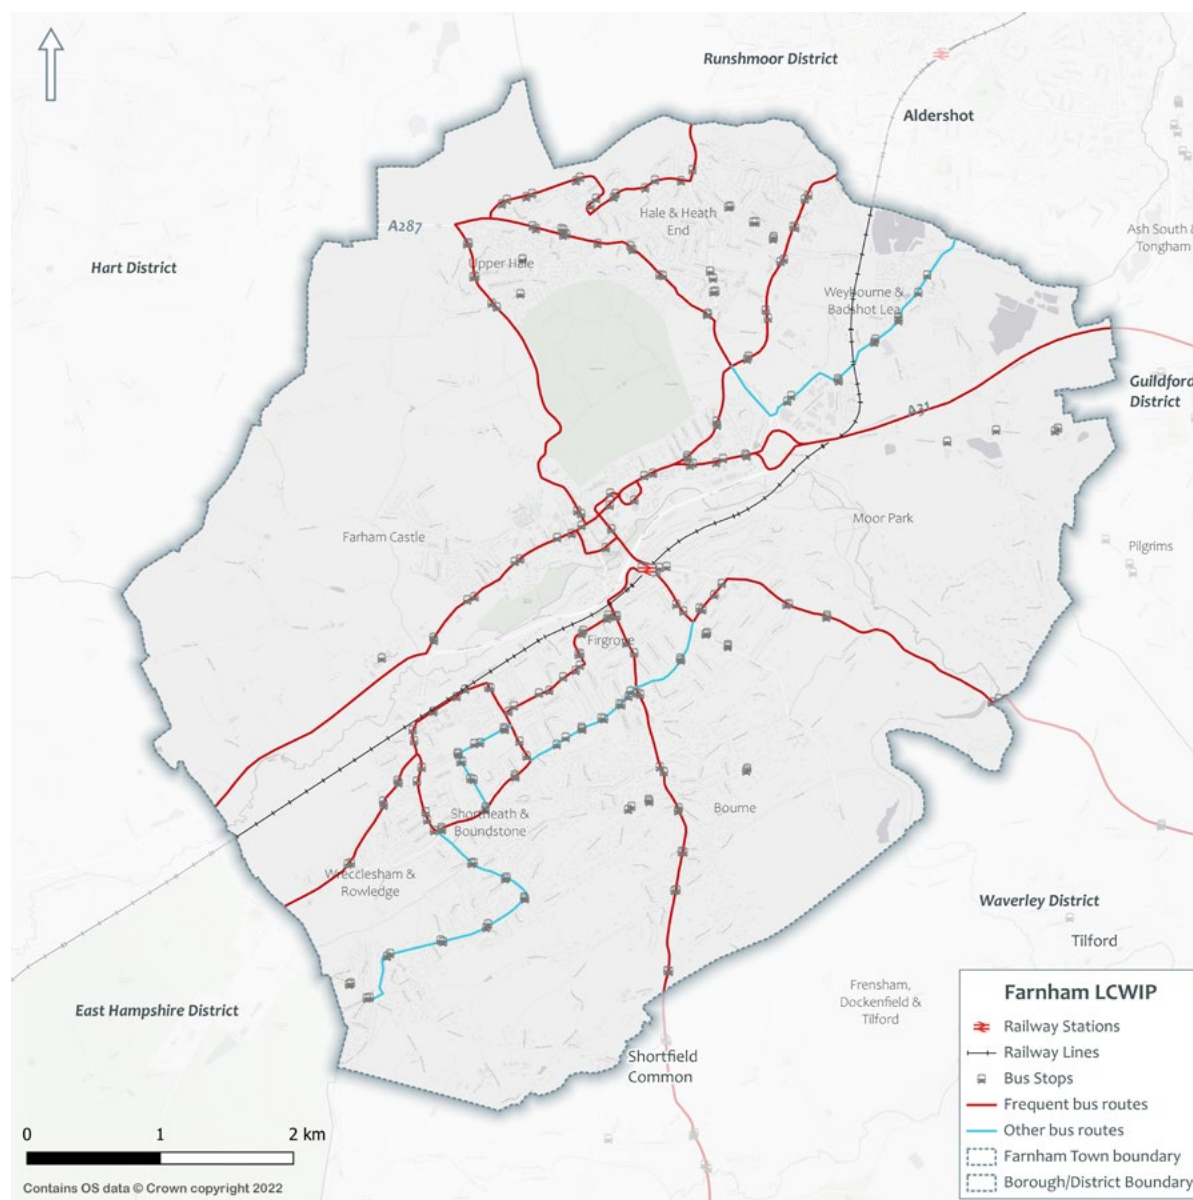 Runshmoor District
Aldershot
A287
Hale & Heath
End
Ash South &
Tongham
Hart District
Upper Hale
Weybourne &
Badshot Lea
Guildford
District
A31
Farham Castle
Moor Park
Pilgrims
Firgrove
Shortheath &
Boundstone
Bourne
Wrecclesham &
Rowledge
Waverley District
Tilford
East Hampshire District
Frensham,
Dockenfield &
Tilford
Shortfield
Common
Farnham LCWIP
Railway Stations
Railway Lines
Bus Stops
Frequent bus routes
Other bus routes
Farnham Town boundary
Borough/District Boundary
0 1 2 km
Contains OS data © Crown copyright 2022